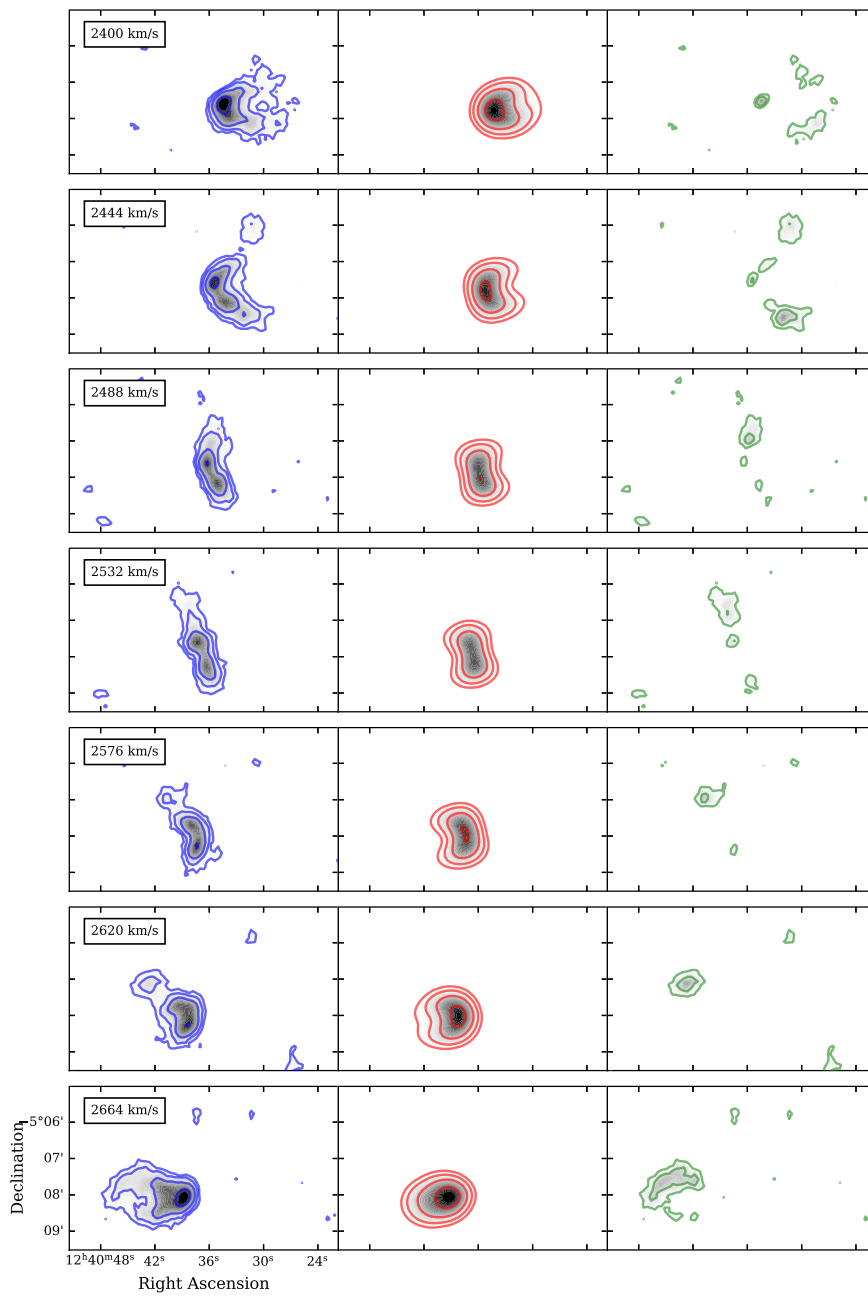 2400 km/s
2444 km/s
2488 km/s
2532 km/s
2576 km/s
2620 km/s
2664 km/s
Declination
−5°06'
07'
08'
09'
12ʰ40ᵐ48ˢ 42ˢ 36ˢ 30ˢ 24ˢ
Right Ascension